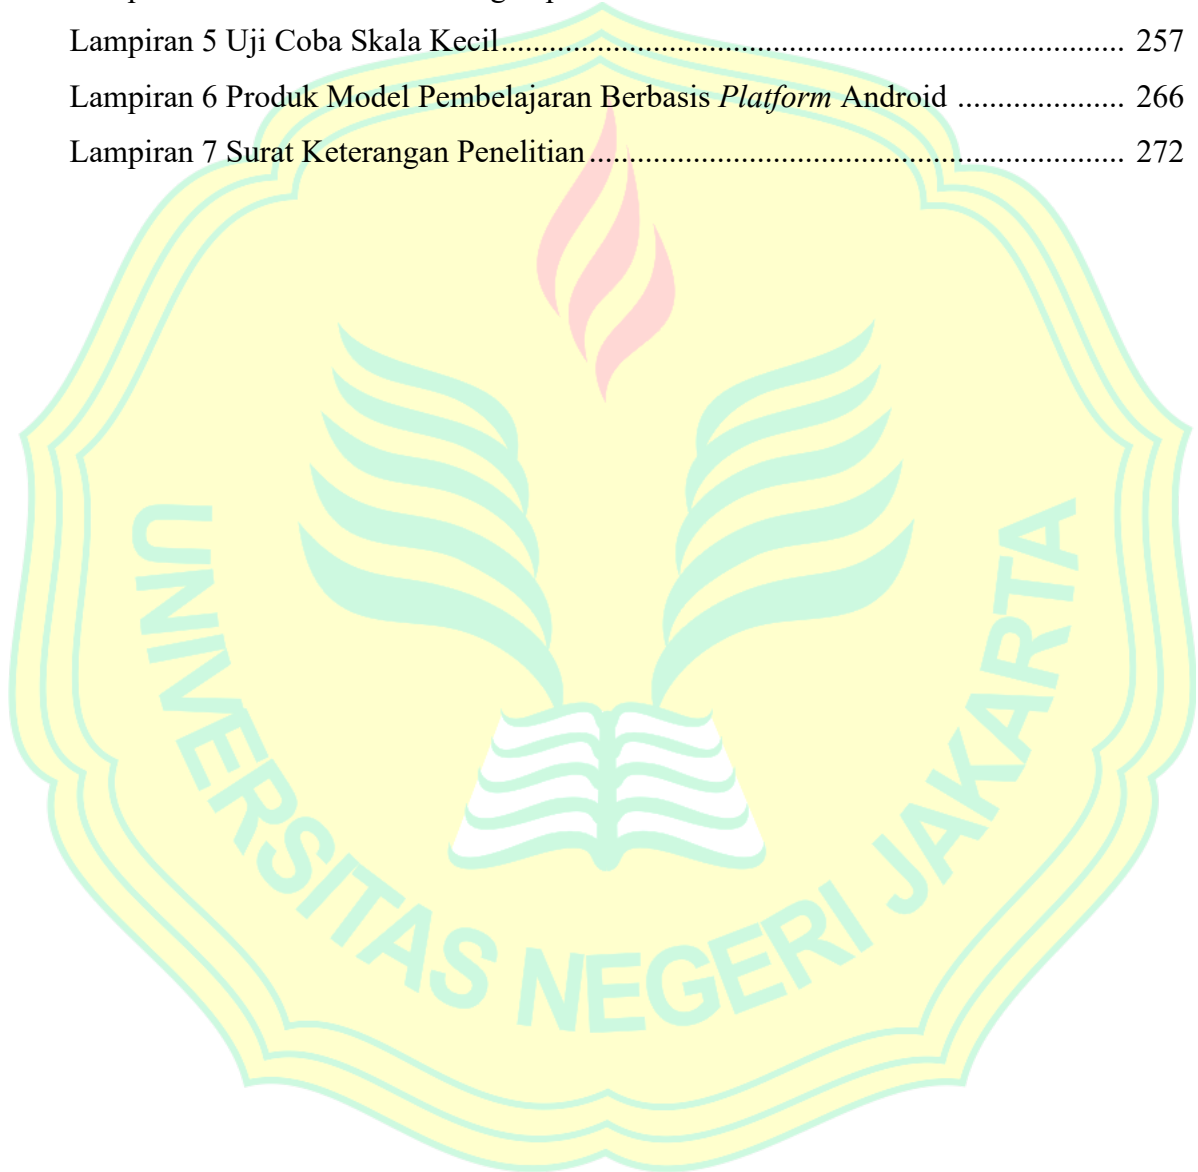 Lampiran 5 Uji Coba Skala Kecil................................................................................ 257
Lampiran 6 Produk Model Pembelajaran Berbasis Platform Android ..................... 266
Lampiran 7 Surat Keterangan Penelitian..................................................................... 272
UNIVERSITAS NEGERI JAKARTA